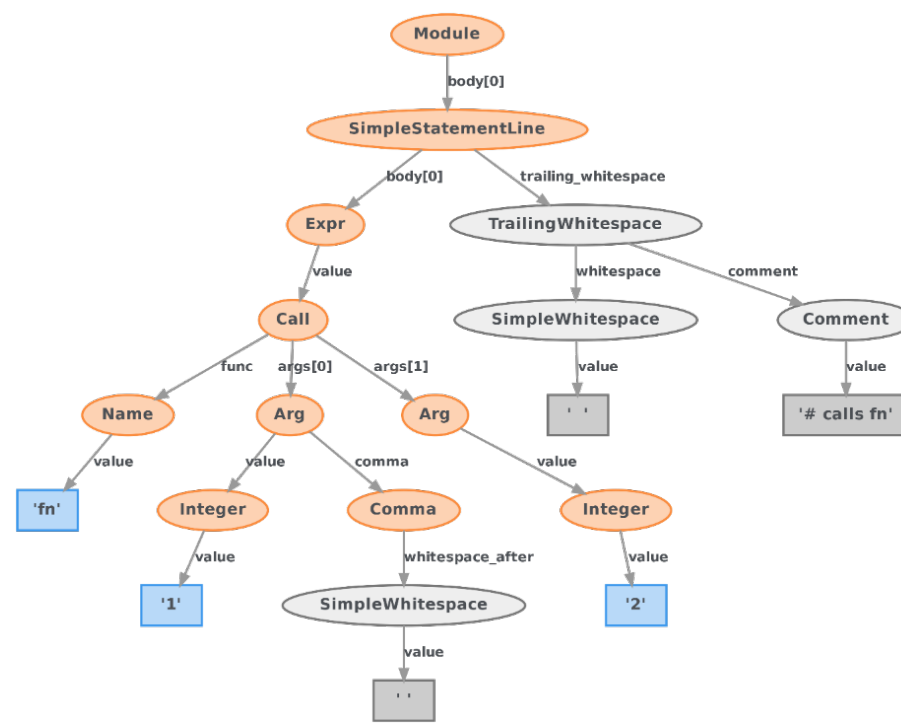 Module
body[0]
SimpleStatementLine
body[0] trailing_whitespace
Expr TrailingWhitespace
value whitespace comment
Call SimpleWhitespace Comment
func args[0] args[1] value value
Name Arg Arg '  ' '# calls fn'
value value comma value
'fn' Integer Comma Integer
value whitespace_after value
'1' SimpleWhitespace '2'
value
' '